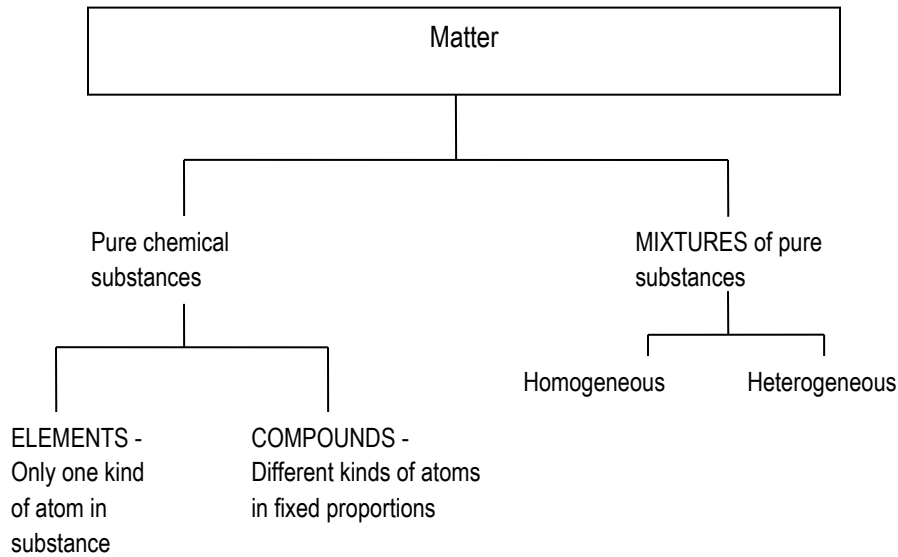 Matter
Pure chemical
substances
MIXTURES of pure
substances
Homogeneous
Heterogeneous
ELEMENTS -
Only one kind
of atom in
substance
COMPOUNDS -
Different kinds of atoms
in fixed proportions